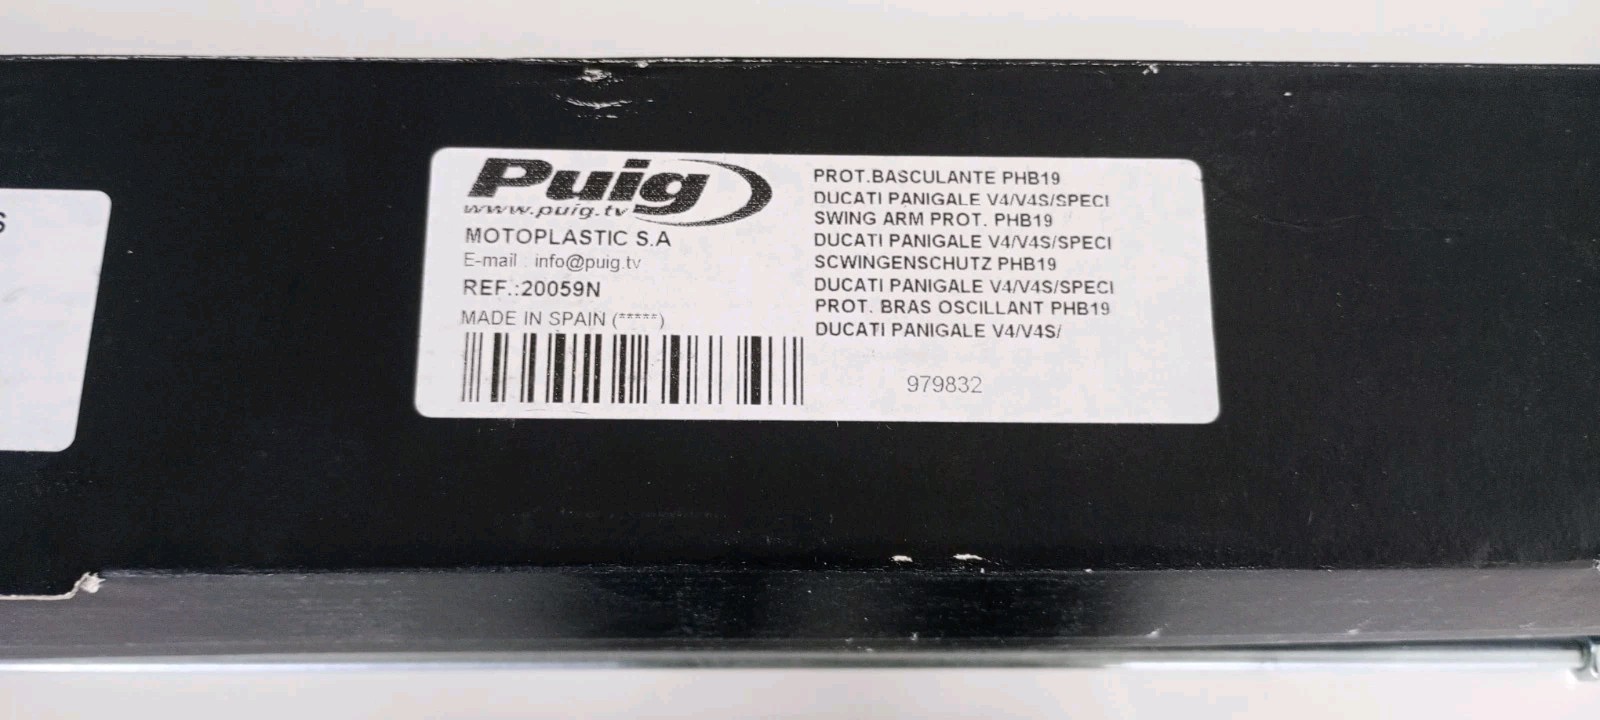 S
Puig
www.puig.tv
MOTOPLASTIC S.A
E-mail : info@puig.tv
REF.:20059N
MADE IN SPAIN (*****)
PROT.BASCULANTE PHB19
DUCATI PANIGALE V4/V4S/SPECI
SWING ARM PROT. PHB19
DUCATI PANIGALE V4/V4S/SPECI
SCWINGENSCHUTZ PHB19
DUCATI PANIGALE V4/V4S/SPECI
PROT. BRAS OSCILLANT PHB19
DUCATI PANIGALE V4/V4S/
979832